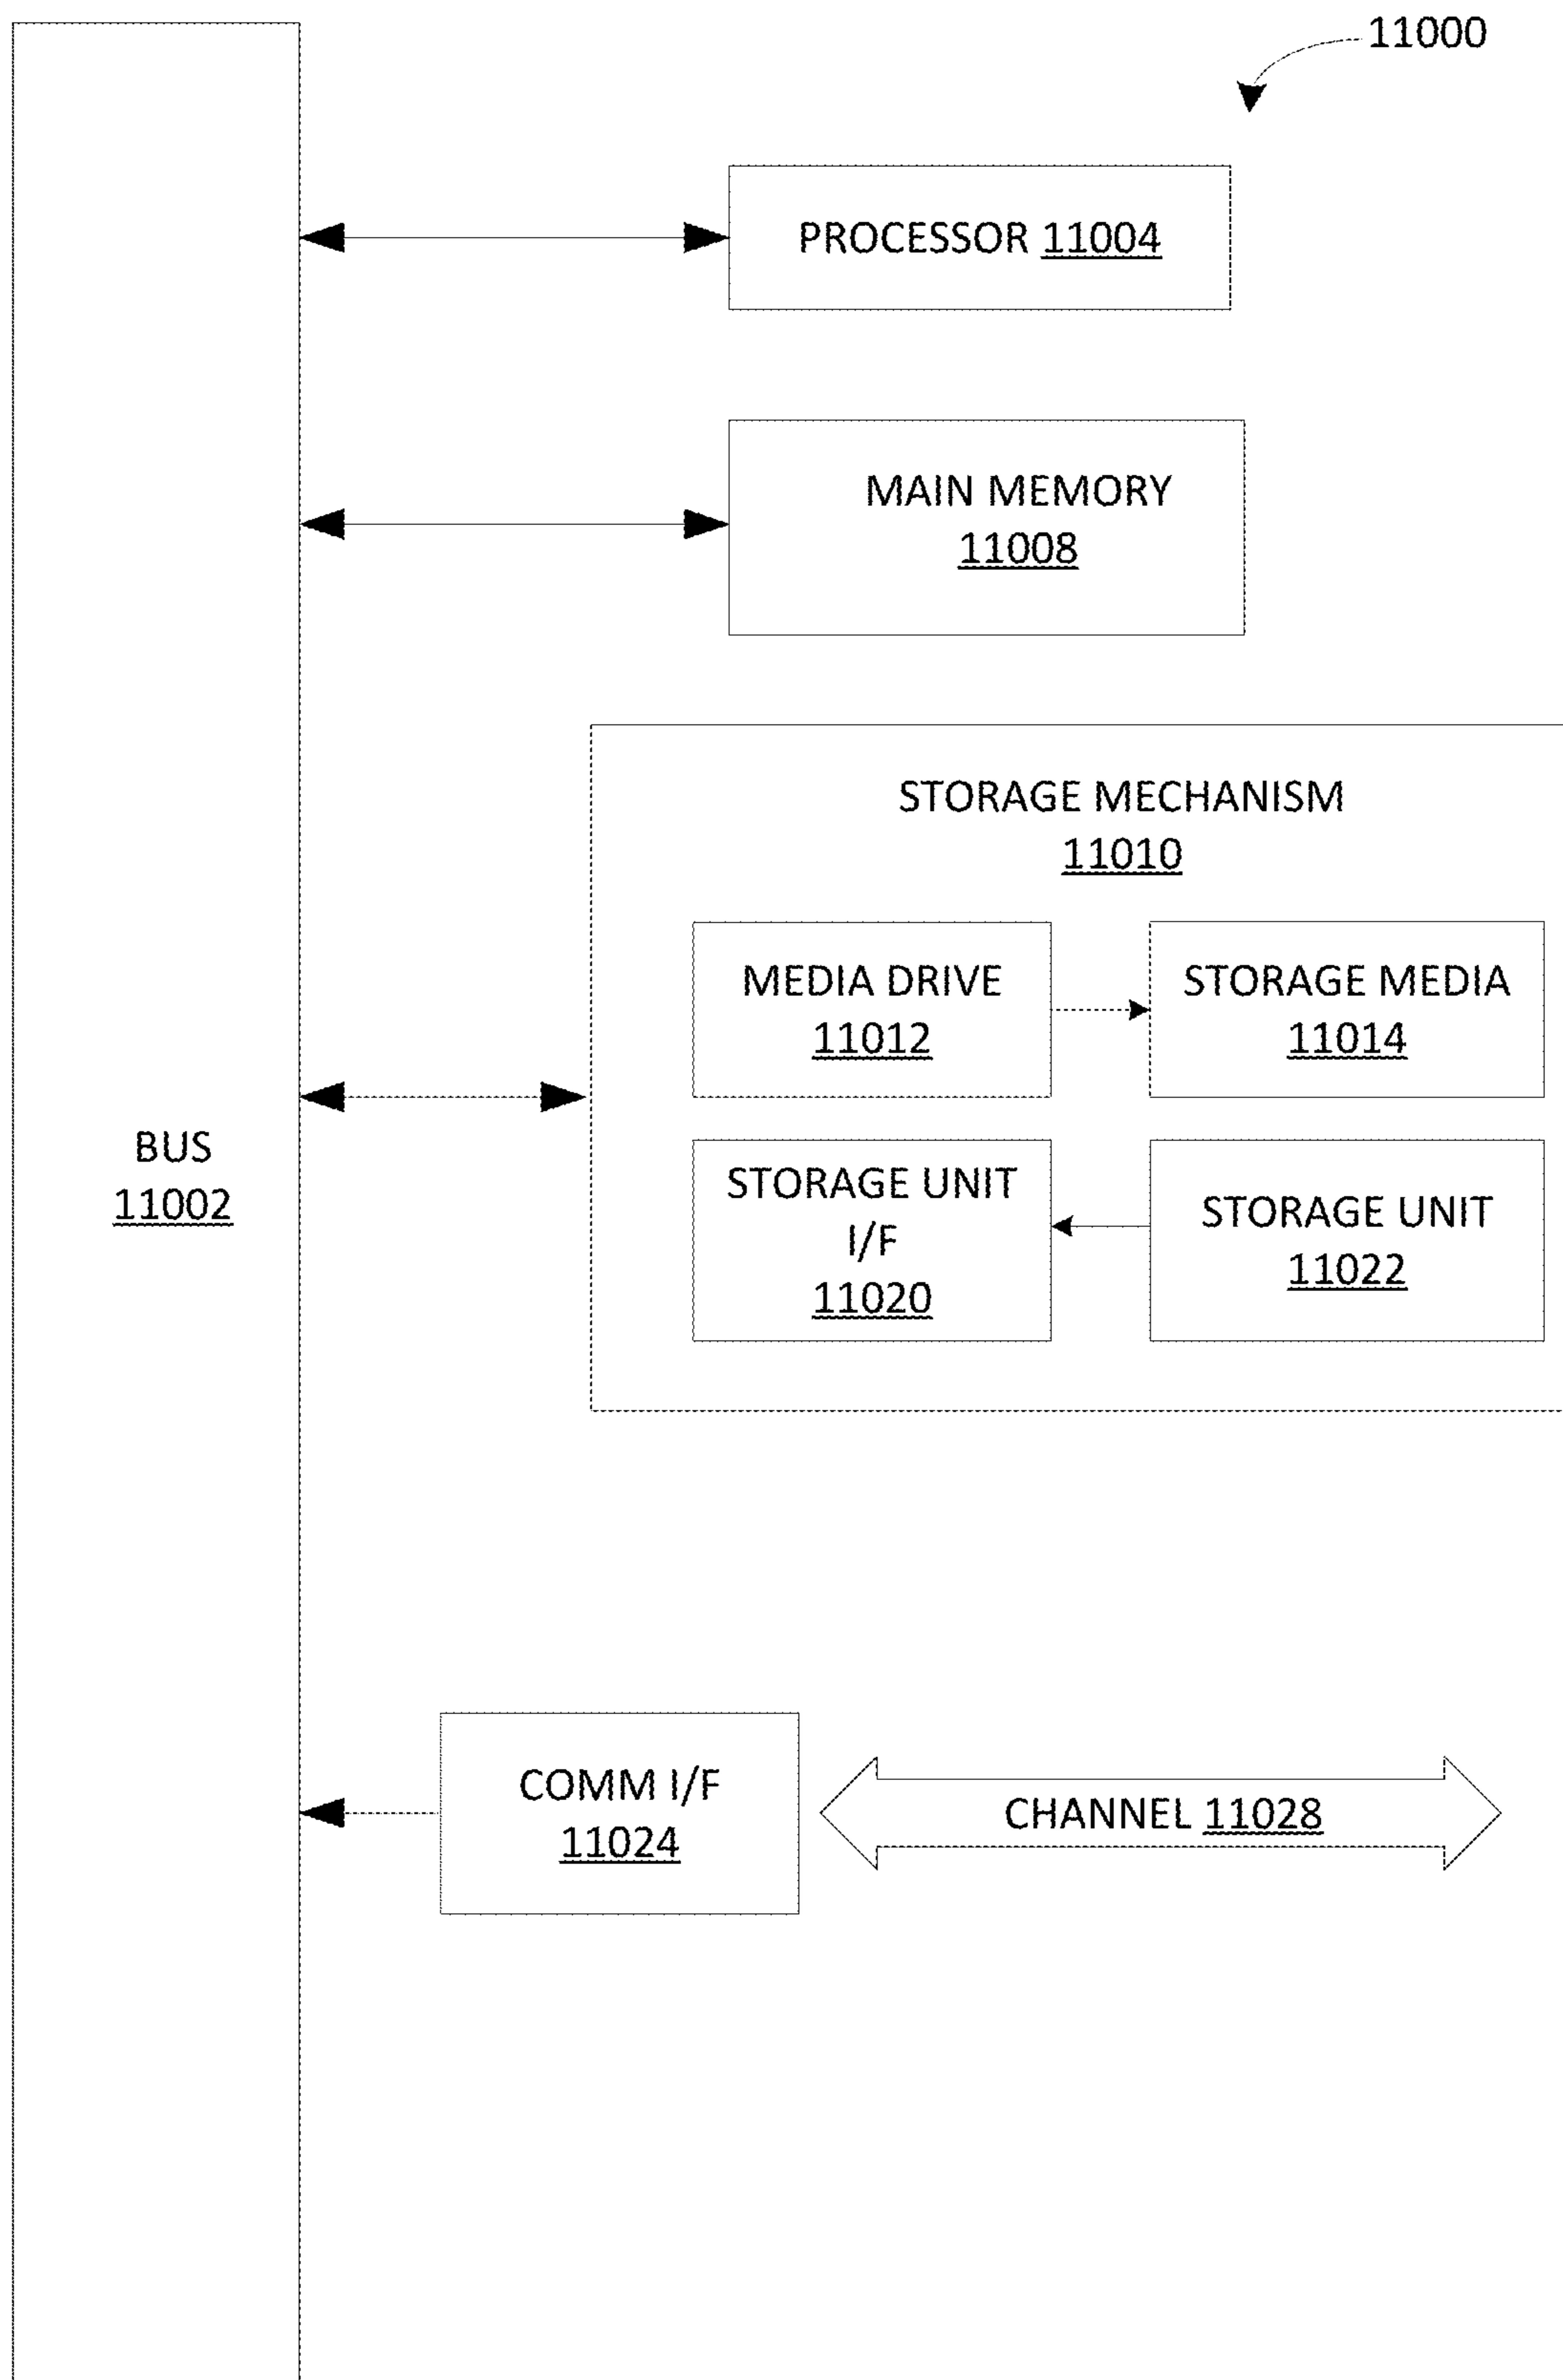 11000
PROCESSOR 11004
MAIN MEMORY
11008
STORAGE MECHANISM
11010
MEDIA DRIVE
11012
STORAGE MEDIA
11014
BUS
11002
STORAGE UNIT
I/F
11020
STORAGE UNIT
11022
COMM I/F
11024
CHANNEL 11028